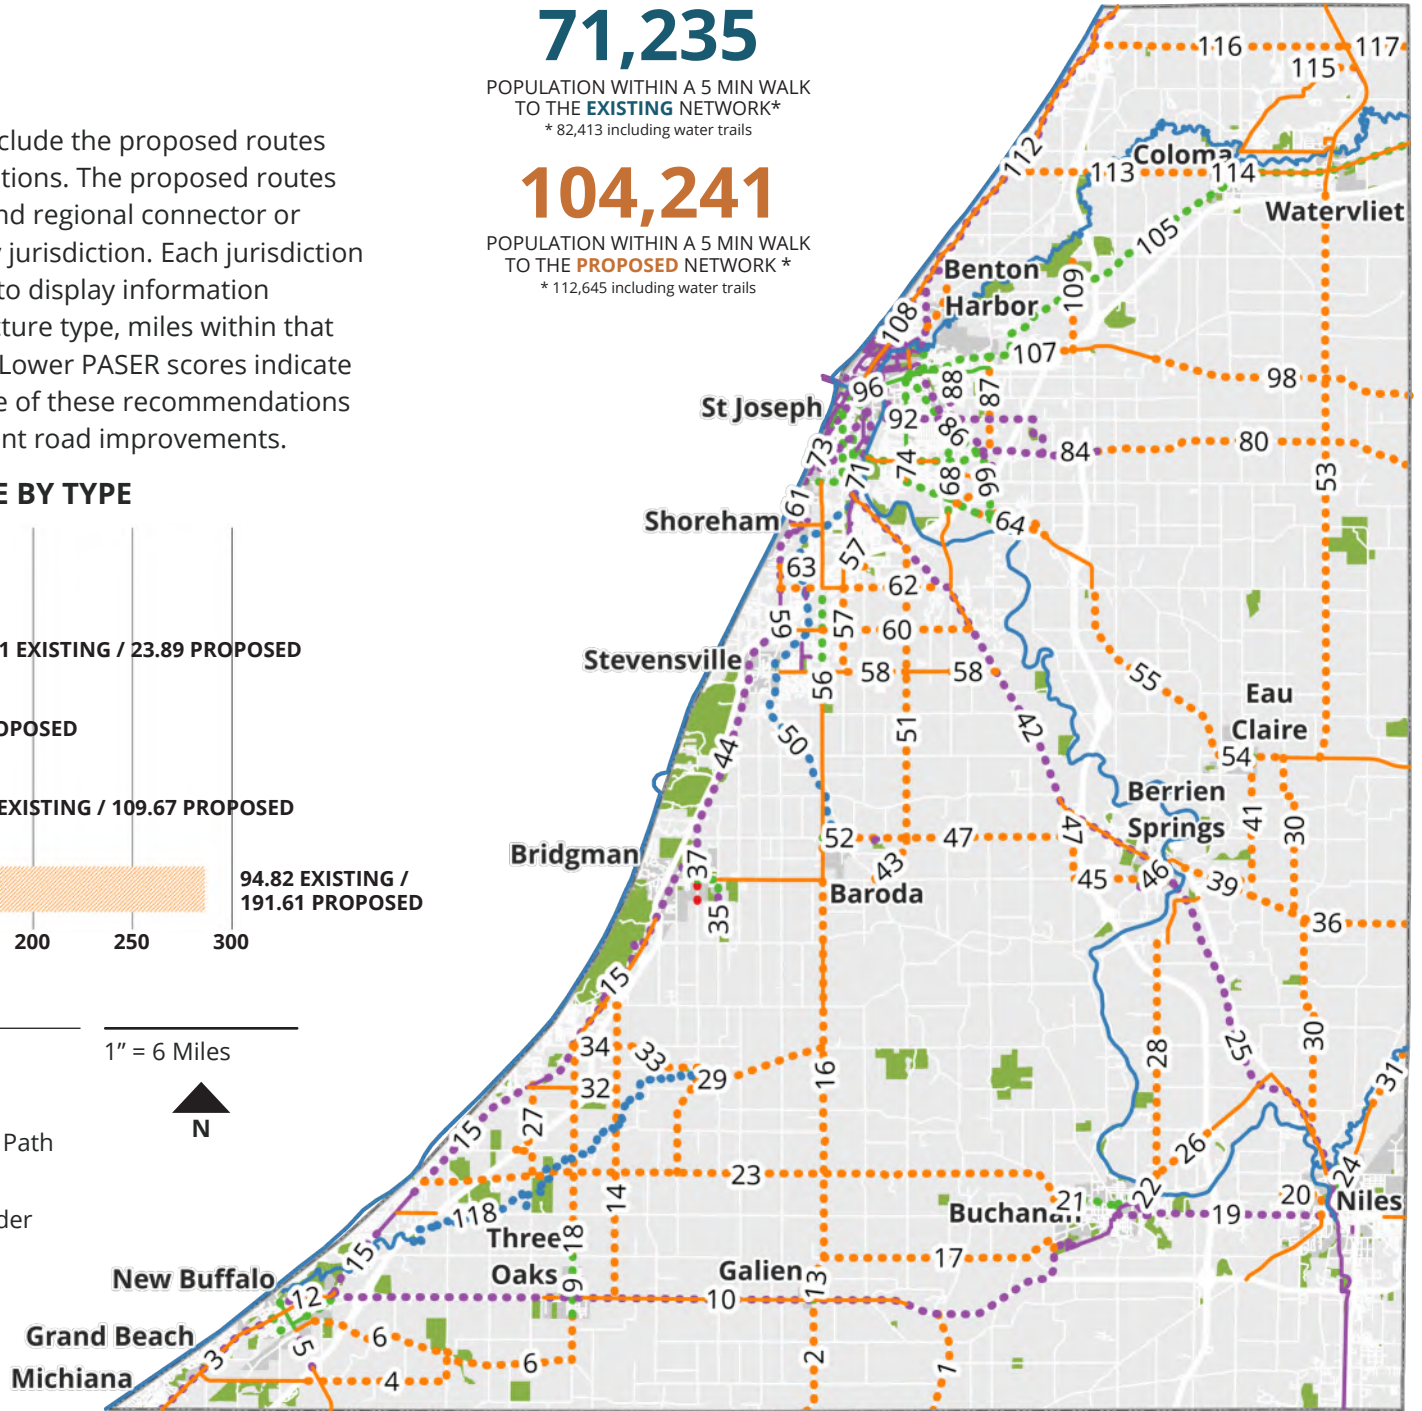 71,235
POPULATION WITHIN A 5 MIN WALK
TO THE EXISTING NETWORK*
* 82,413 including water trails
104,241
POPULATION WITHIN A 5 MIN WALK
TO THE PROPOSED NETWORK *
* 112,645 including water trails
clude the proposed routes
tions. The proposed routes
nd regional connector or
jurisdiction. Each jurisdiction
to display information
cture type, miles within that
Lower PASER scores indicate
e of these recommendations
nt road improvements.
E BY TYPE
1 EXISTING / 23.89 PROPOSED
OPOSED
EXISTING / 109.67 PROPOSED
94.82 EXISTING /
191.61 PROPOSED
200 250 300
1” = 6 Miles
N
Path
der
116 117
115
112
Coloma
113 114
Watervliet
105
Benton
Harbor
109
108
107
98
96 88 87
St Joseph
92
86
84
80
73
74
71
68
66
53
61
Shoreham
64
57
63
62
59
57
60
Stevensville
58
58
56
55
42
51
50
44
Eau
Claire
54
Berrien
Springs
41
30
52
47
47
Bridgman
37
43
45
46
39
Baroda
35
36
15
34
33
29
32
16
28
25
30
31
27
15
26
23
14
24
22
21
20
Niles
Buchanan
19
118
Three
Oaks
18
15
17
New Buffalo
Galien
13
9
12
10
Grand Beach
6
5
3
6
2
1
Michiana
4